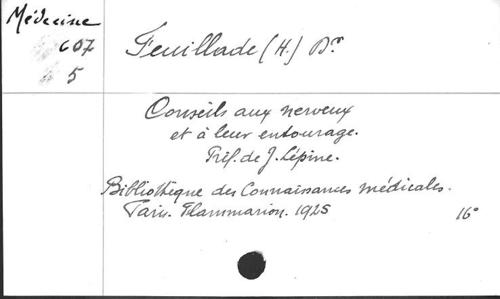 Médecine
607
5
Feuillade (H.) Dr
Conseils aux nerveux
et à leur entourage.
Préf. de J. Lépine.
Bibliothèque des Connaissances médicales.
Paris. Flammarion. 1925
16°